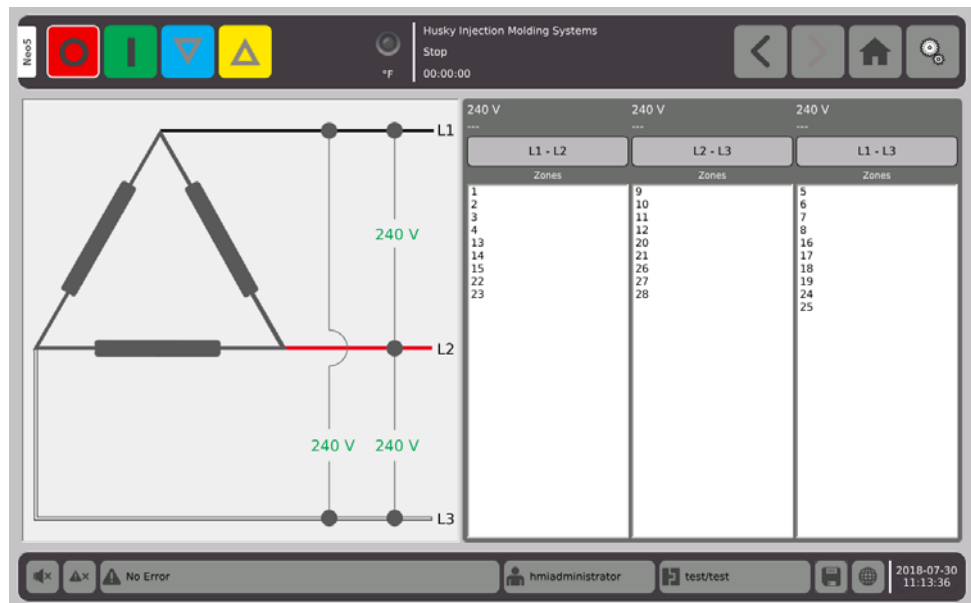 Neo5
°F
Husky Injection Molding Systems
Stop
00:00:00
L1
240 V
L2
240 V 240 V
L3
240 V 240 V 240 V
--- --- ---
L1 - L2 L2 - L3 L1 - L3
Zones Zones Zones
1 9 5
2 10 6
3 11 7
4 12 8
13 20 16
14 21 17
15 26 18
22 27 19
23 28 24
25
No Error
hmiadministrator
test/test
2018-07-30
11:13:36